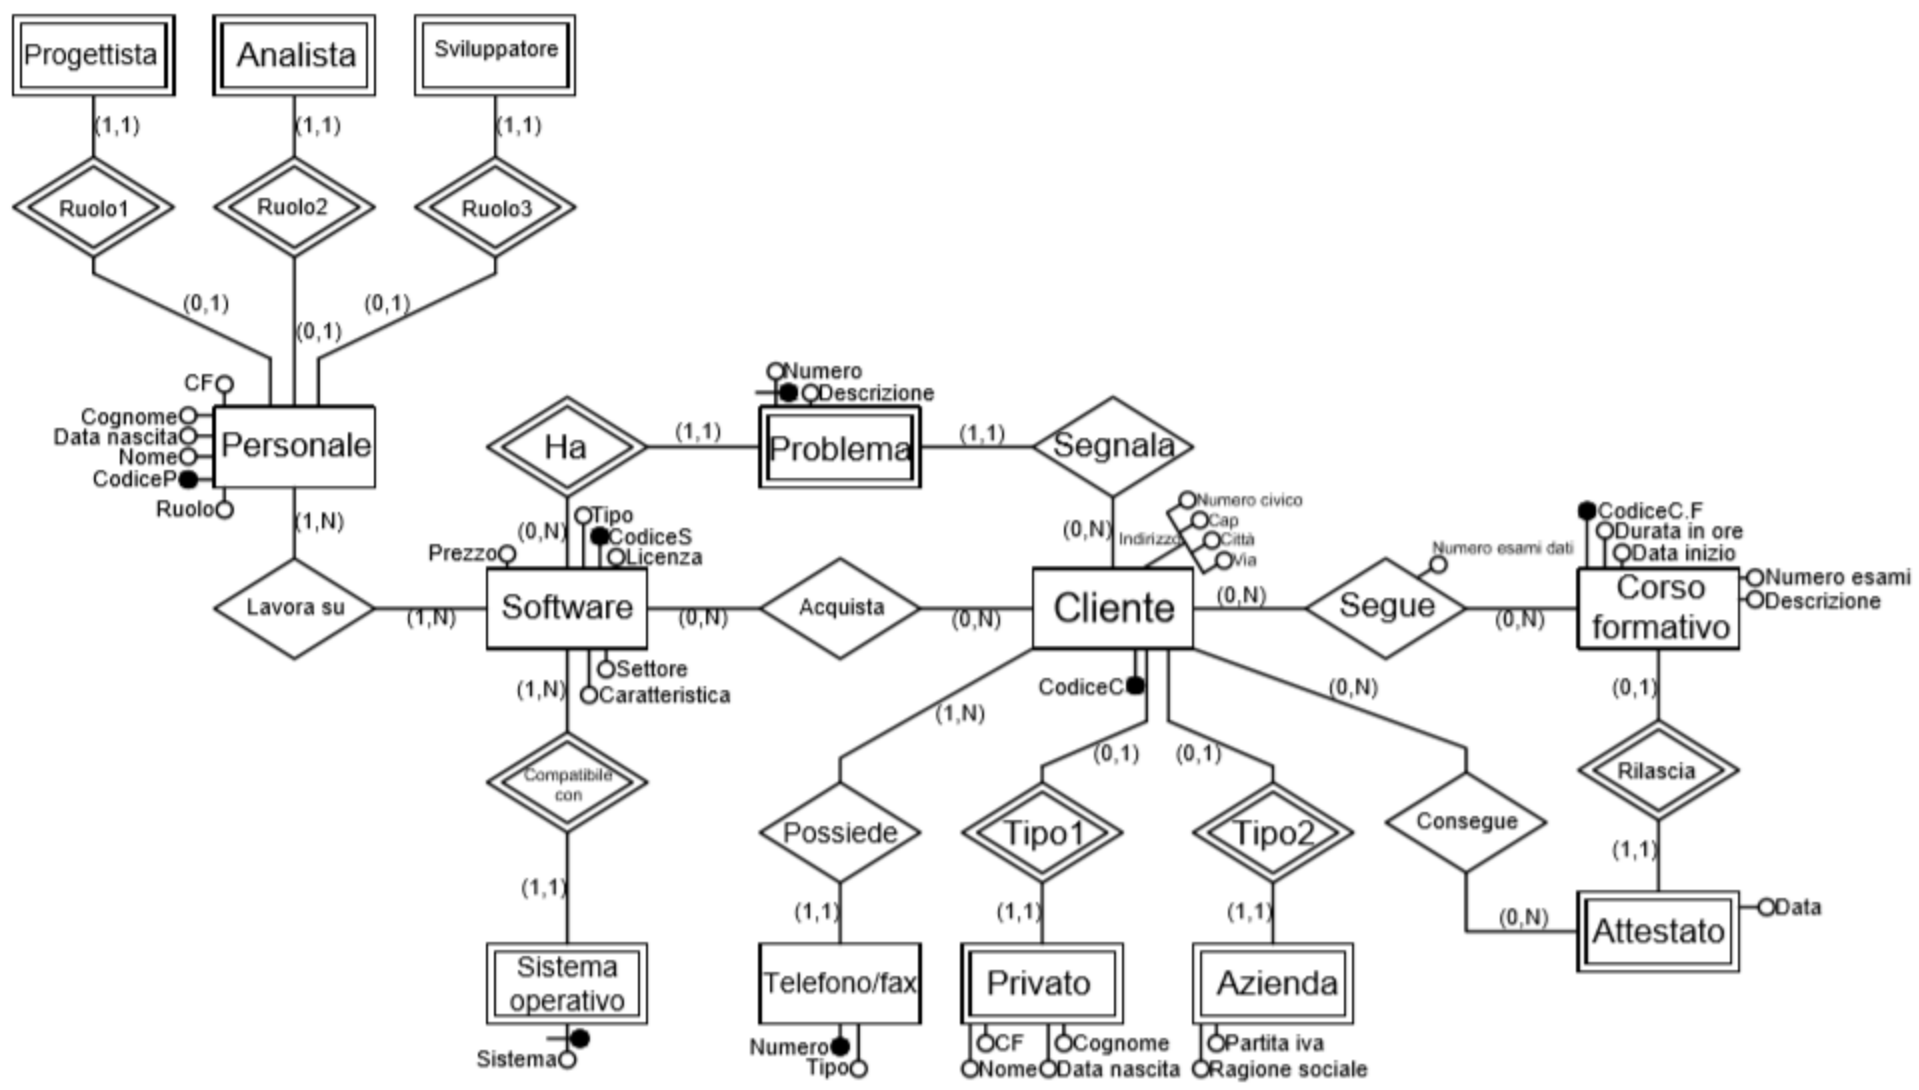 Progettista
Analista
Sviluppatore
(1,1)
(1,1)
(1,1)
Ruolo1
Ruolo2
Ruolo3
(0,1)
(0,1)
(0,1)
CF
Cognome
Data nascita
Nome
CodiceP
Ruolo
Personale
(1,N)
Lavora su
(1,N)
Ha
(1,1)
Numero
Descrizione
Problema
(1,1)
Segnala
(0,N)
Tipo
CodiceS
Licenza
Prezzo
Software
Settore
Caratteristica
(0,N)
Acquista
(0,N)
(0,N)
Indirizzo
Numero civico
Cap
Città
Via
Cliente
CodiceC
(0,N)
Numero esami dati
Segue
(0,N)
CodiceC.F
Durata in ore
Data inizio
Numero esami
Descrizione
Corso
formativo
(1,N)
Compatibile
con
(1,1)
Sistema
operativo
Sistema
(1,N)
Possiede
(1,1)
Telefono/fax
Numero
Tipo
(0,1)
Tipo1
(1,1)
Privato
CF
Cognome
Nome
Data nascita
(0,1)
Tipo2
(1,1)
Azienda
Partita iva
Ragione sociale
(0,N)
Consegue
(0,N)
(0,1)
Rilascia
(1,1)
Attestato
Data